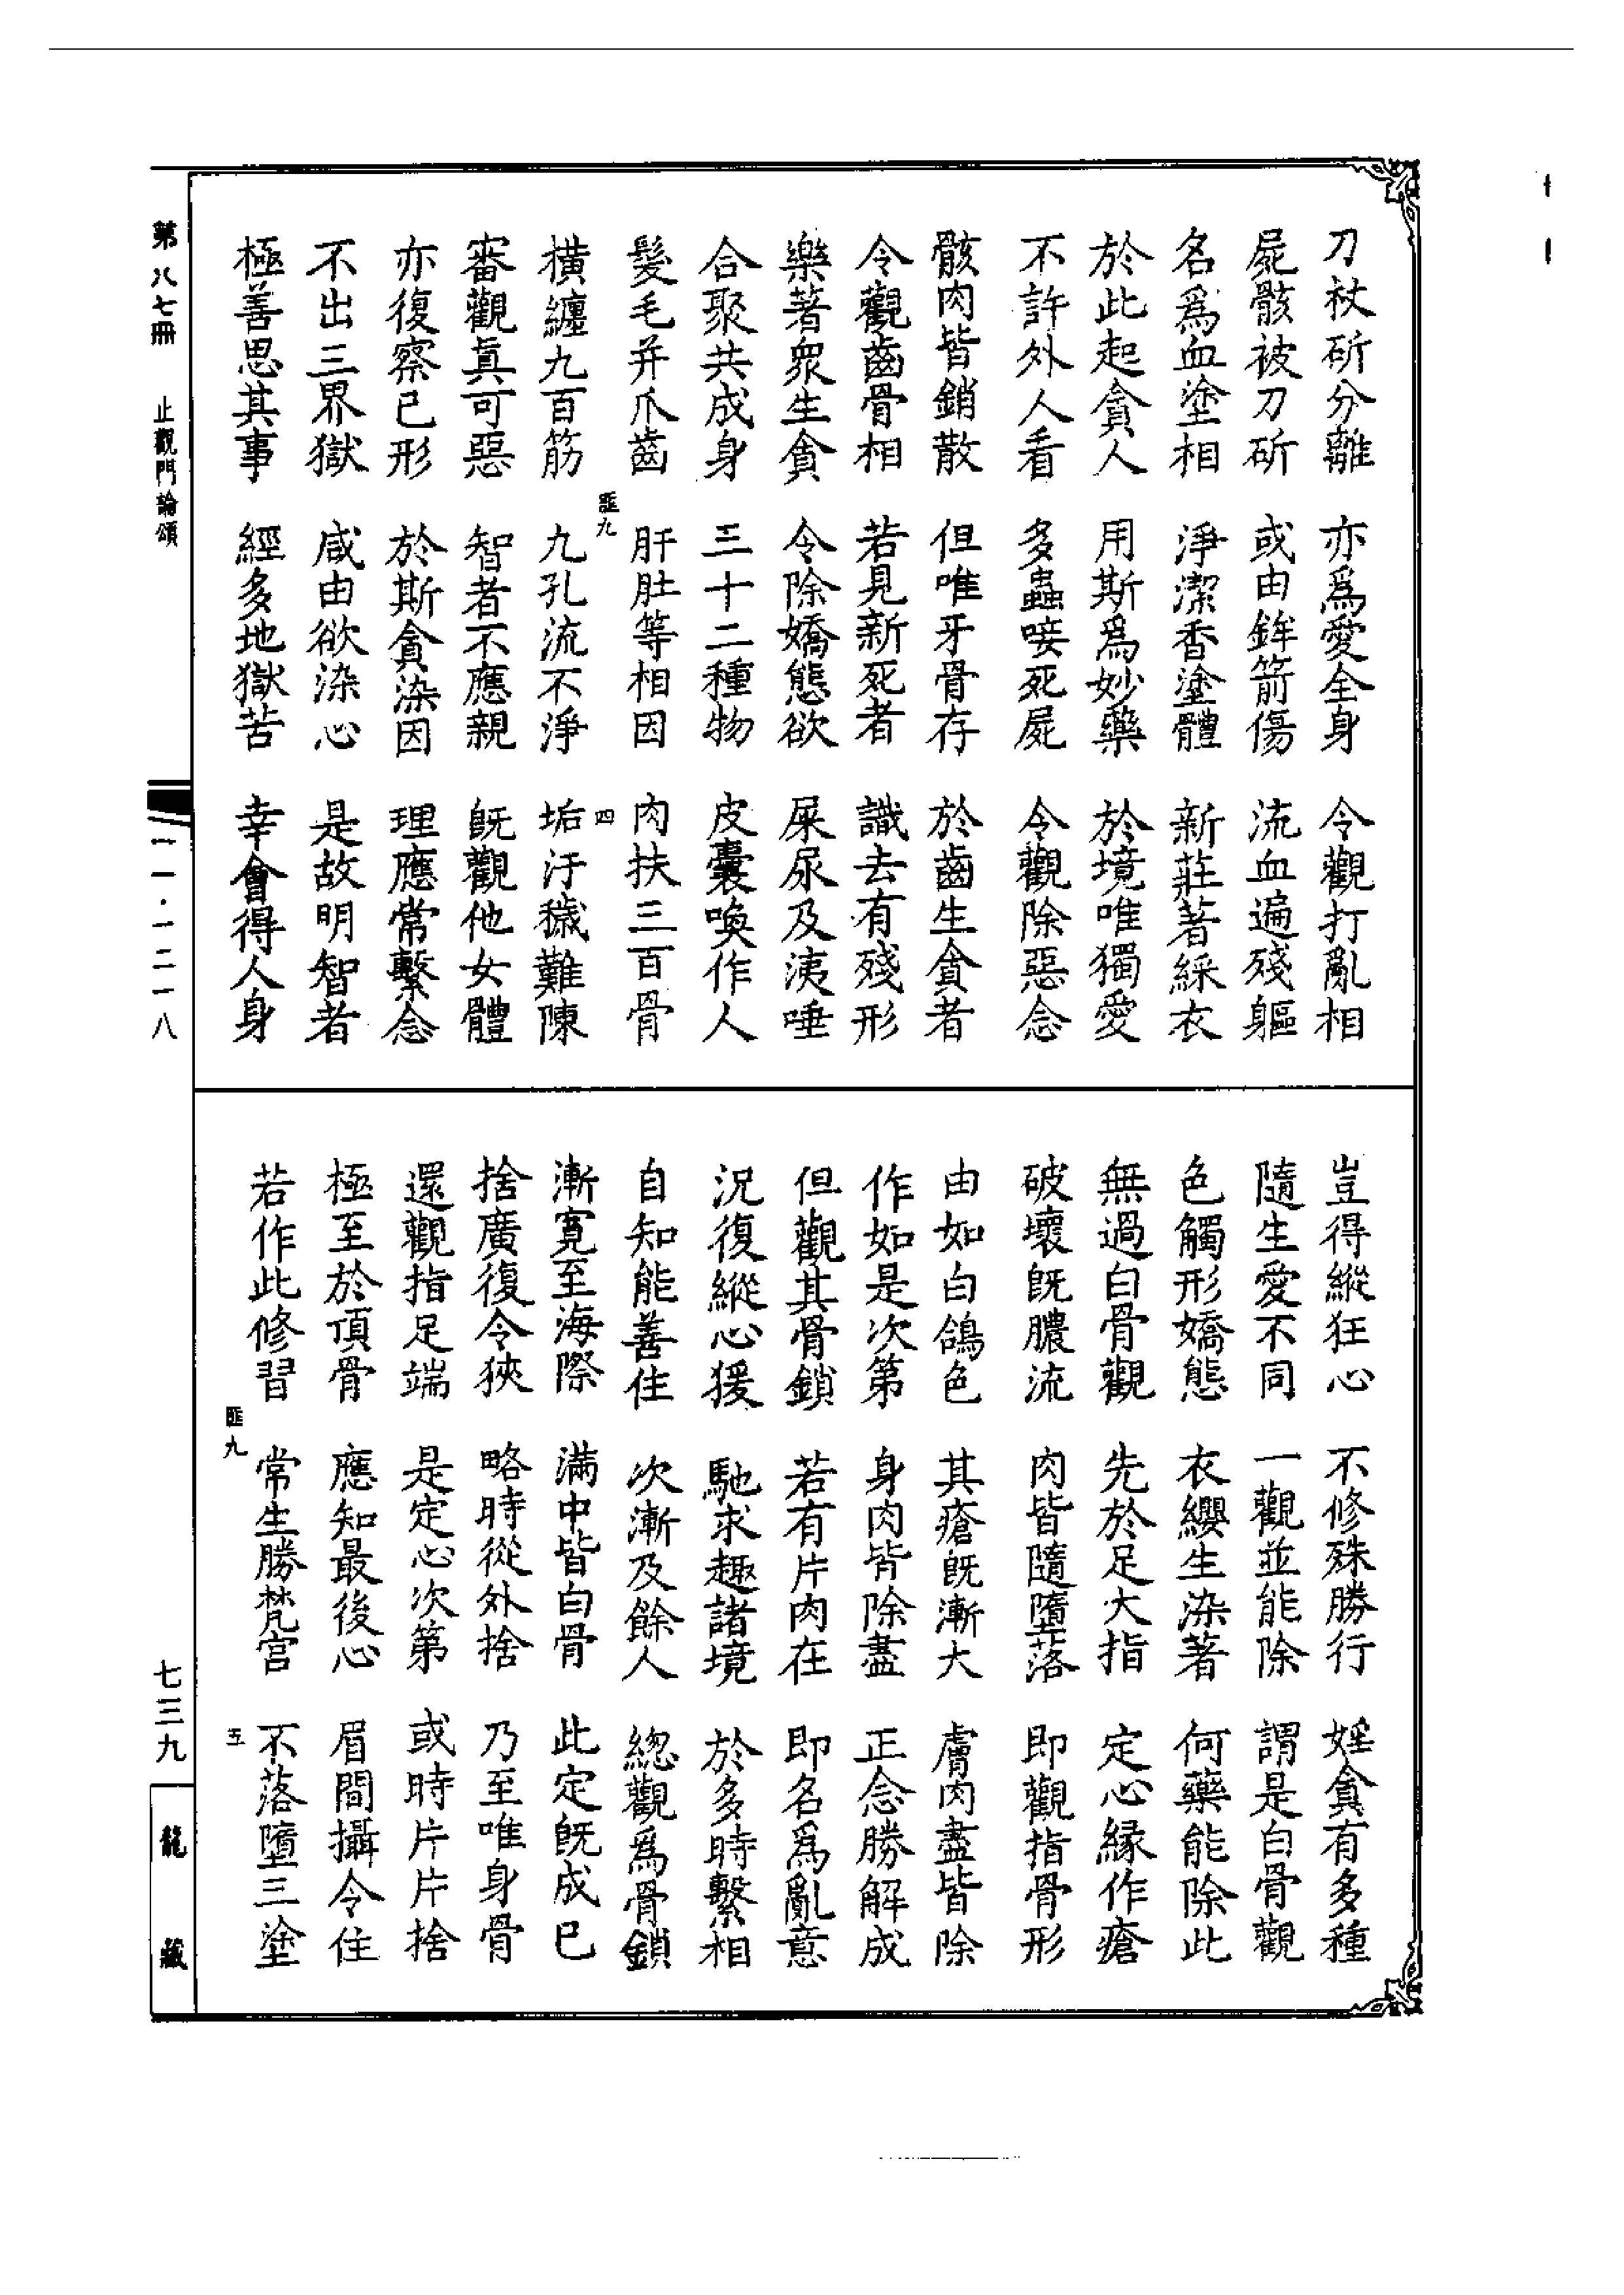 刀杖斫分離　亦為愛全身　令觀打亂相
屍骸被刀斫　或由鉾箭傷　流血遍殘軀
名為血塗相　淨潔香塗體　新莊著綵衣
於此起貪人　用斯為妙藥　於境唯獨愛
不許外人看　多蟲唼死屍　令觀除惡念
骸肉皆銷散　但唯牙骨存　於齒生貪者
令觀齒骨相　若見新死者　識去有殘形
樂著衆生貪　令除嬌態欲　屎尿及洟唾
合聚共成身　三十二種物　皮囊喚作人
髮毛并爪齒　肝肚等相因　肉扶三百骨
匪九　四
橫纏九百筋　九孔流不淨　垢汙穢難陳
審觀真可惡　智者不應親　既觀他女體
亦復察已形　於斯貪染因　理應常繫念
不出三界獄　咸由欲染心　是故明智者
極善思其事　經多地獄苦　幸會得人身
豈得縱狂心　不修殊勝行　婬貪有多種
隨生愛不同　一觀並能除　謂是白骨觀
色觸形嬌態　衣纓生染著　何藥能除此
無過白骨觀　先於足大指　定心緣作瘡
破壞既膿流　肉皆隨墮落　即觀指骨形
由如白鴿色　其瘡既漸大　膚肉盡皆除
作如是次第　身肉皆除盡　正念勝解成
但觀其骨鎖　若有片肉在　即名為亂意
況復縱心猨　馳求趣諸境　於多時繫相
自知能善住　次漸及餘人　緫觀為骨鎖
漸寬至海際　滿中皆白骨　此定既成已
捨廣復令狹　略時從外捨　乃至唯身骨
還觀指足端　是定心次第　或時片片捨
極至於頂骨　應知最後心　眉間攝令住
若作此修習　常生勝梵宮　不落墮三塗
匪九　五
第八七冊　止觀門論頌　一一·一二一八　七三九　龍藏